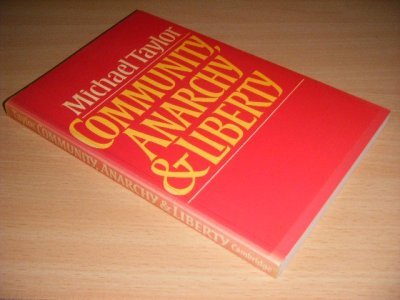 Michael Taylor
COMMUNITY,
ANARCHY
& LIBERTY
Taylor COMMUNITY, ANARCHY & LIBERTY Cambridge